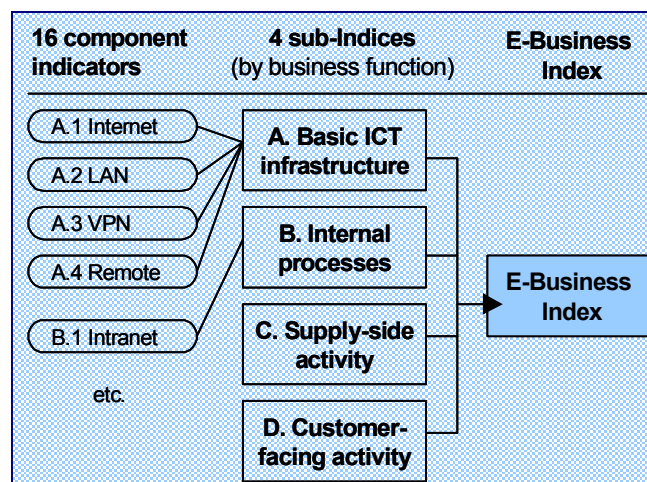 16 component
indicators
4 sub-Indices
(by business function)
E-Business
Index
A.1 Internet
A.2 LAN
A.3 VPN
A.4 Remote
B.1 Intranet
etc.
A. Basic ICT
infrastructure
B. Internal
processes
C. Supply-side
activity
D. Customer-
facing activity
E-Business
Index